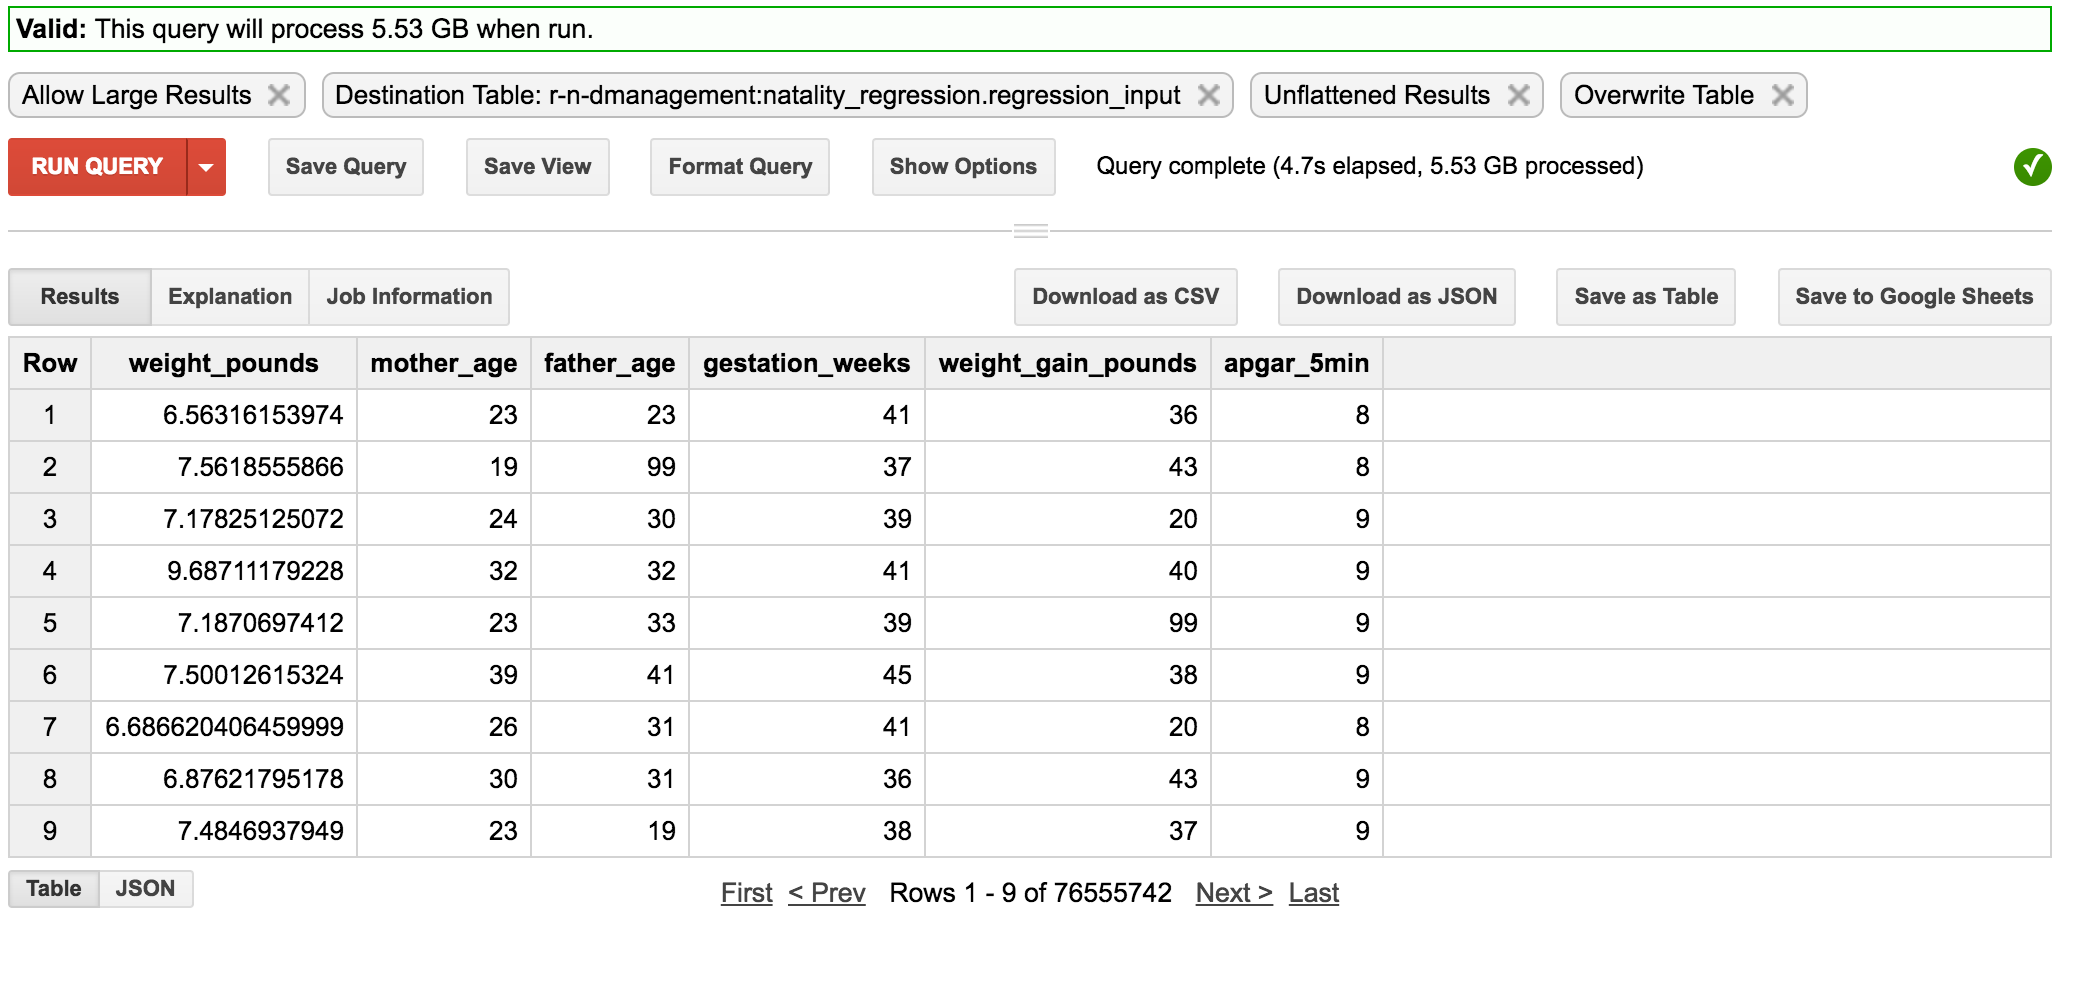 Valid: This query will process 5.53 GB when run.
Allow Large Results Destination Table: r-n-dmanagement:natality_regression.regression_input Unflattened Results Overwrite Table
RUN QUERY Save Query Save View Format Query Show Options Query complete (4.7s elapsed, 5.53 GB processed)
Results Explanation Job Information Download as CSV Download as JSON Save as Table Save to Google Sheets
Row weight_pounds mother_age father_age gestation_weeks weight_gain_pounds apgar_5min
1 6.56316153974 23 23 41 36 8
2 7.5618555866 19 99 37 43 8
3 7.17825125072 24 30 39 20 9
4 9.68711179228 32 32 41 40 9
5 7.1870697412 23 33 39 99 9
6 7.50012615324 39 41 45 38 9
7 6.686620406459999 26 31 41 20 8
8 6.87621795178 30 31 36 43 9
9 7.4846937949 23 19 38 37 9
Table JSON First < Prev Rows 1 - 9 of 76555742 Next > Last